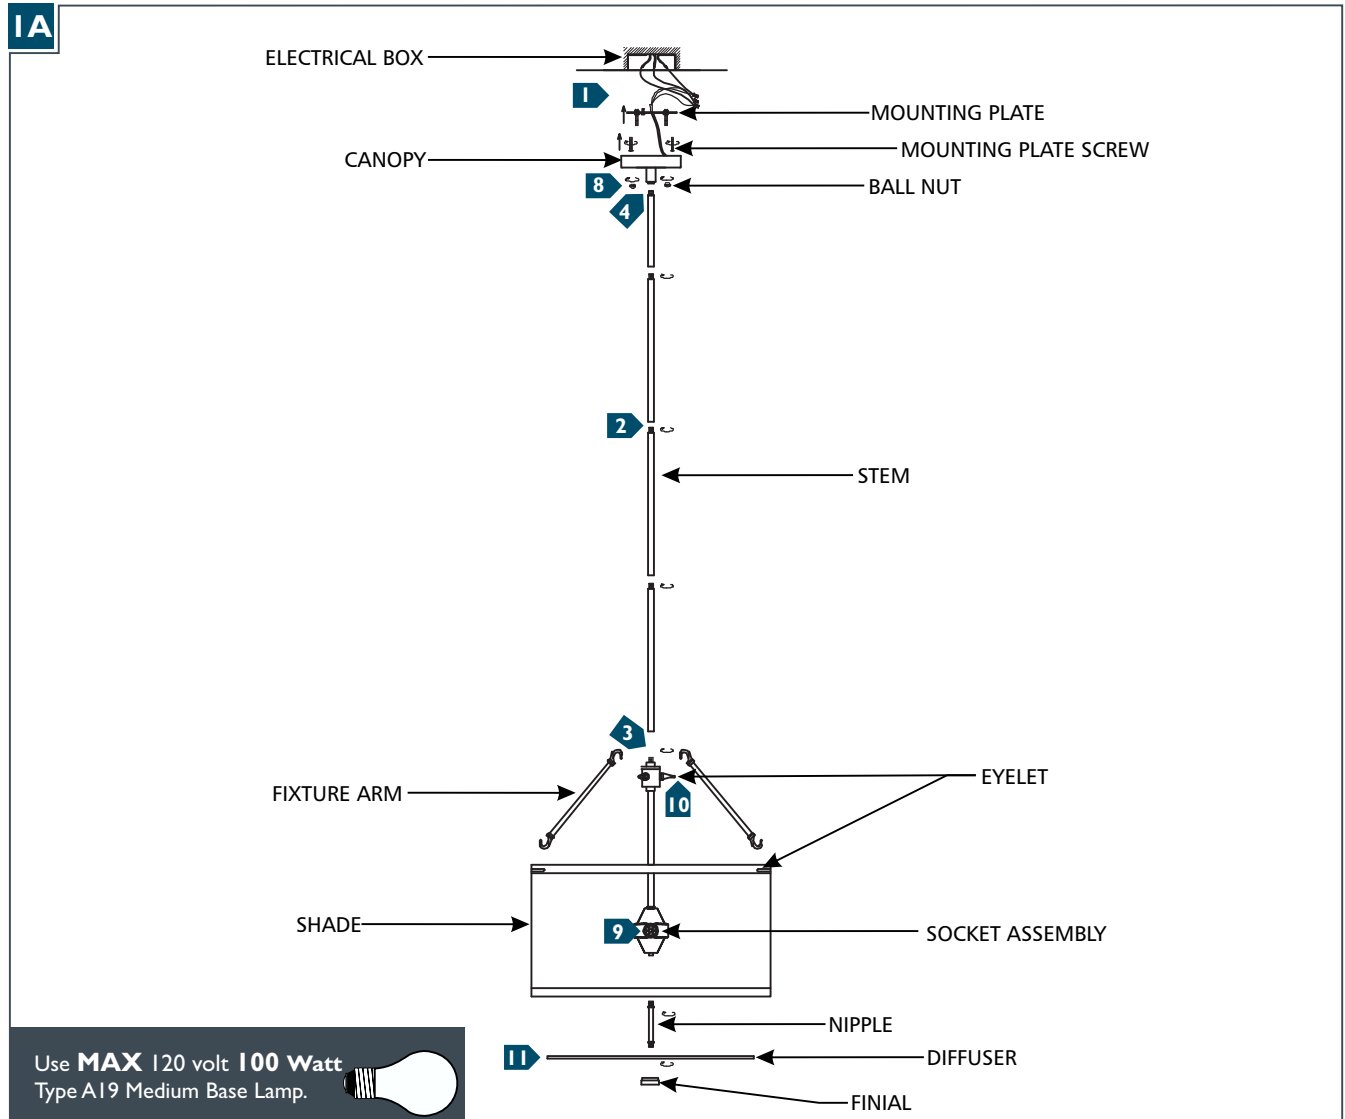 1A
ELECTRICAL BOX
1
MOUNTING PLATE
MOUNTING PLATE SCREW
CANOPY
8
BALL NUT
4
2
STEM
3
EYELET
FIXTURE ARM
10
SHADE
9
SOCKET ASSEMBLY
NIPPLE
11
DIFFUSER
FINIAL
Use MAX 120 volt 100 Watt
Type A19 Medium Base Lamp.